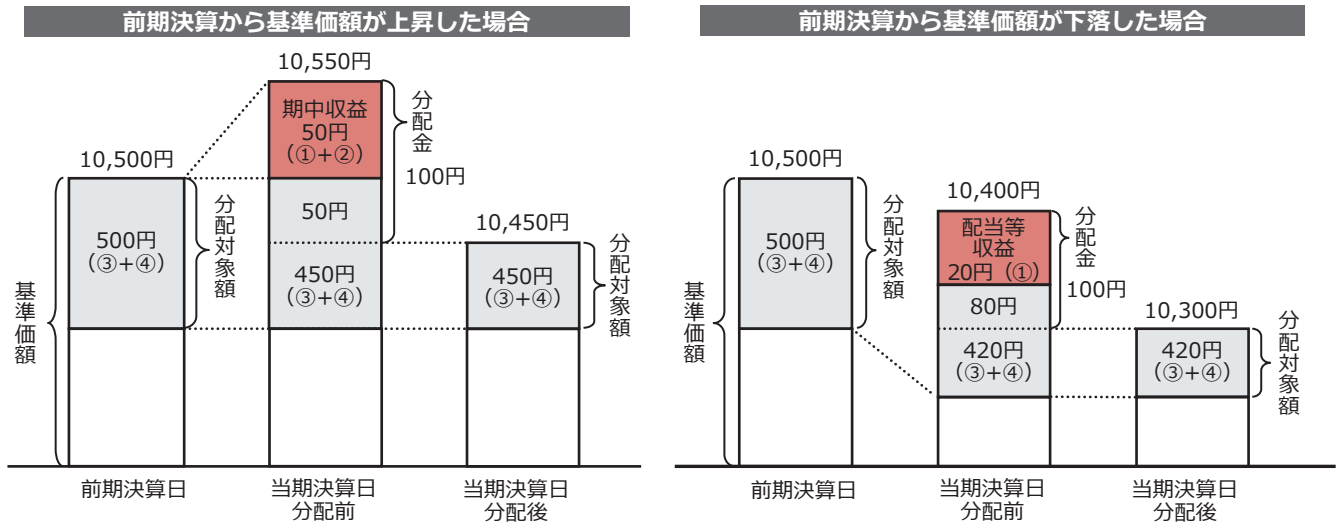 前期決算から基準価額が上昇した場合
10,550円
期中収益
50円
（①＋②）
分配金
100円
10,500円
500円
（③＋④）
分配対象額
50円
450円
（③＋④）
10,450円
450円
（③＋④）
分配対象額
基準価額
前期決算日
当期決算日
分配前
当期決算日
分配後
前期決算から基準価額が下落した場合
10,500円
500円
（③＋④）
分配対象額
10,400円
配当等
収益
20円（①）
分配金
100円
80円
420円
（③＋④）
10,300円
420円
（③＋④）
分配対象額
基準価額
前期決算日
当期決算日
分配前
当期決算日
分配後